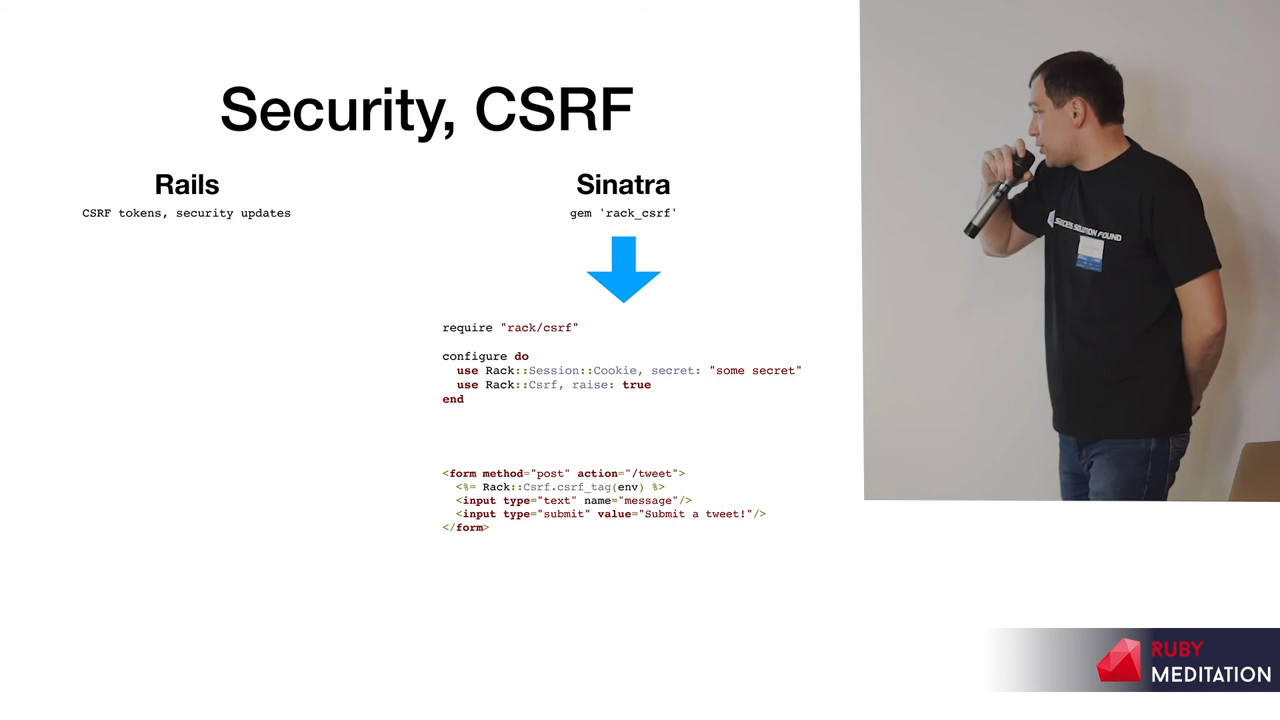 Security, CSRF
Rails
CSRF tokens, security updates
Sinatra
gem 'rack_csrf'
require "rack/csrf"
configure do
  use Rack::Session::Cookie, secret: "some secret"
  use Rack::Csrf, raise: true
end
<form method="post" action="/tweet">
  <%= Rack::Csrf.csrf_tag(env) %>
  <input type="text" name="message"/>
  <input type="submit" value="Submit a tweet!"/>
</form>
SOLUTION FOUND
RUBY
MEDITATION